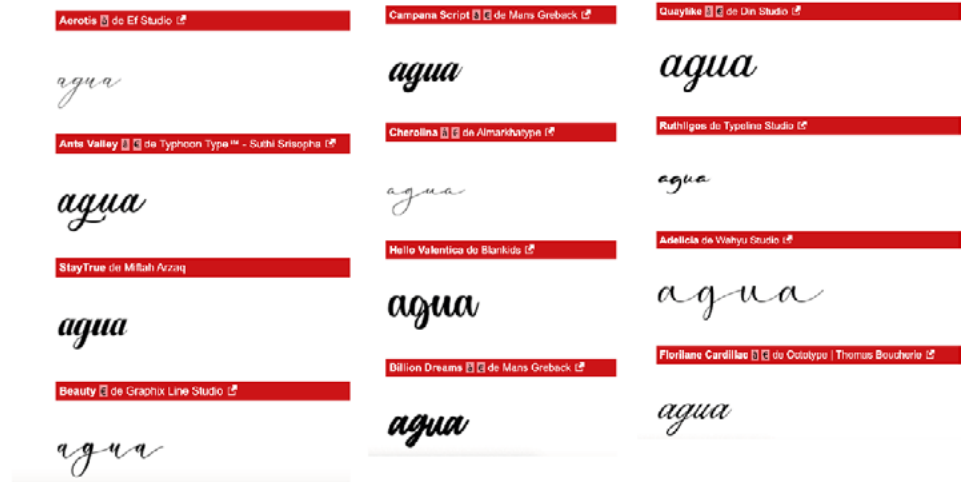 Aerotis à de Ef Studio
agua
Ants Valley à € de Typhoon Type™ - Suthi Srisopha
agua
StayTrue de Miftah Arzaq
agua
Beauty € de Graphix Line Studio
agua
Campana Script à € de Mans Greback
agua
Cherolina à € de Almarkhatype
agua
Hello Valentica de Blankids
agua
Billion Dreams à € de Mans Greback
agua
Quaylike à € de Din Studio
agua
Ruthligos de Typeline Studio
agua
Adelicia de Wahyu Studio
agua
Florilane Cardillac à € de Octotype | Thomas Boucherie
agua